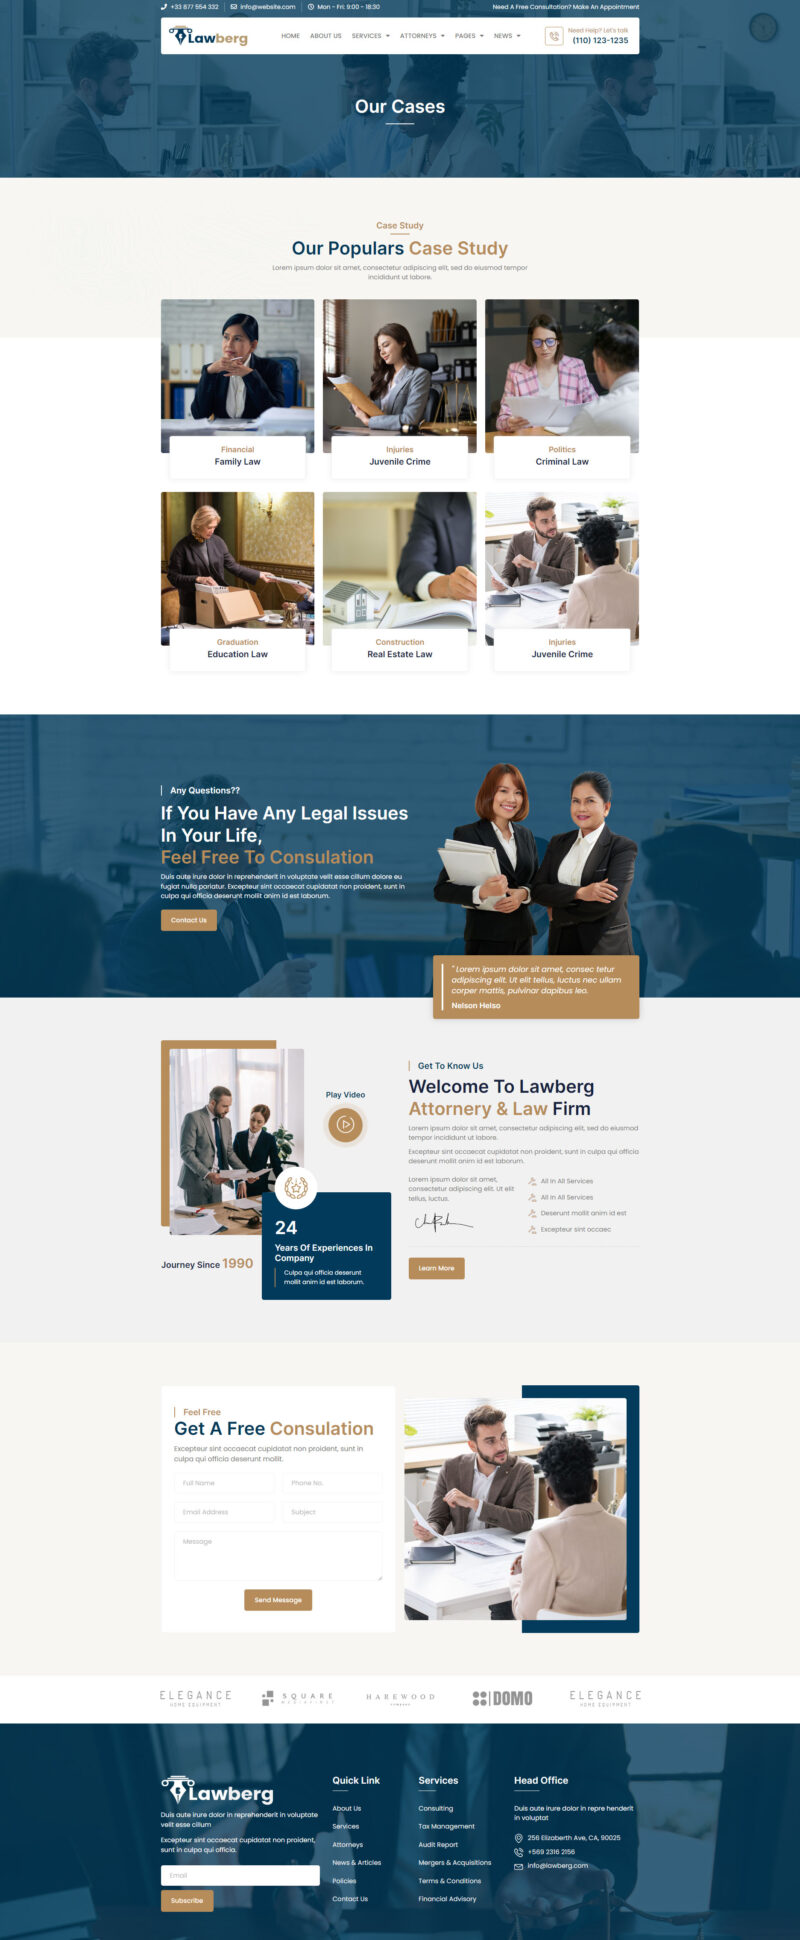 +33 877 554 332
info@website.com
Mon - Fri: 9:00 - 18:30
Need A Free Consultation? Make An Appointment
Lawberg
HOME
ABOUT US
SERVICES
ATTORNEYS
PAGES
NEWS
Need Help? Let's talk
(110) 123-1235
Our Cases
Case Study
Our Populars Case Study
Lorem ipsum dolor sit amet, consectetur adipiscing elit, sed do eiusmod tempor
incididunt ut labore.
Financial
Family Law
Injuries
Juvenile Crime
Politics
Criminal Law
Graduation
Education Law
Construction
Real Estate Law
Injuries
Juvenile Crime
Any Questions??
If You Have Any Legal Issues
In Your Life,
Feel Free To Consulation
Duis aute irure dolor in reprehenderit in voluptate velit esse cillum dolore eu
fugiat nulla pariatur. Excepteur sint occaecat cupidatat non proident, sunt in
culpa qui officia deserunt mollit anim id est laborum.
Contact Us
" Lorem ipsum dolor sit amet, consec tetur
adipiscing elit. Ut elit tellus, luctus nec ullam
corper mattis, pulvinar dapibus leo.
Nelson Helso
Play Video
24
Years Of Experiences In
Company
Culpa qui officia deserunt
mollit anim id est laborum.
Journey Since 1990
Get To Know Us
Welcome To Lawberg
Attornery & Law Firm
Lorem ipsum dolor sit amet, consectetur adipiscing elit, sed do eiusmod
tempor incididunt ut labore.
Excepteur sint occaecat cupidatat non proident, sunt in culpa qui officia
deserunt mollit anim id est laborum.
Lorem ipsum dolor sit amet,
consectetur adipiscing elit. Ut elit
tellus, luctus.
All In All Services
All In All Services
Deserunt mollit anim id est
Excepteur sint occaec
Learn More
Feel Free
Get A Free Consulation
Excepteur sint occaecat cupidatat non proident, sunt in
culpa qui officia deserunt mollit.
Full Name
Phone No.
Email Address
Subject
Message
Send Message
ELEGANCE
HOME EQUIPMENT
SQUARE
HAREWOOD
DOMO
ELEGANCE
HOME EQUIPMENT
Lawberg
Duis aute irure dolor in reprehenderit in voluptate
velit esse cillum
Excepteur sint occaecat cupidatat non proident,
sunt in culpa qui officia.
Email
Subscribe
Quick Link
About Us
Services
Attorneys
News & Articles
Policies
Contact Us
Services
Consulting
Tax Management
Audit Report
Mergers & Acquisitions
Terms & Conditions
Financial Advisory
Head Office
Duis aute irure dolor in repre henderit
in voluptat
256 Elizaberth Ave, CA, 90025
+569 2316 2156
info@lawberg.com